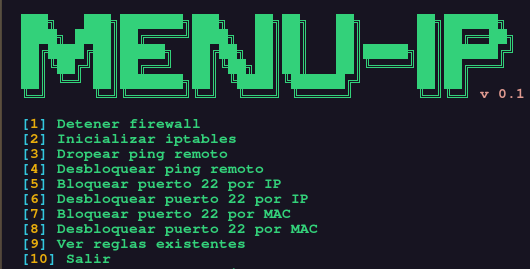 MENU-IP
v 0.1
[1] Detener firewall
[2] Inicializar iptables
[3] Dropear ping remoto
[4] Desbloquear ping remoto
[5] Bloquear puerto 22 por IP
[6] Desbloquear puerto 22 por IP
[7] Bloquear puerto 22 por MAC
[8] Desbloquear puerto 22 por MAC
[9] Ver reglas existentes
[10] Salir